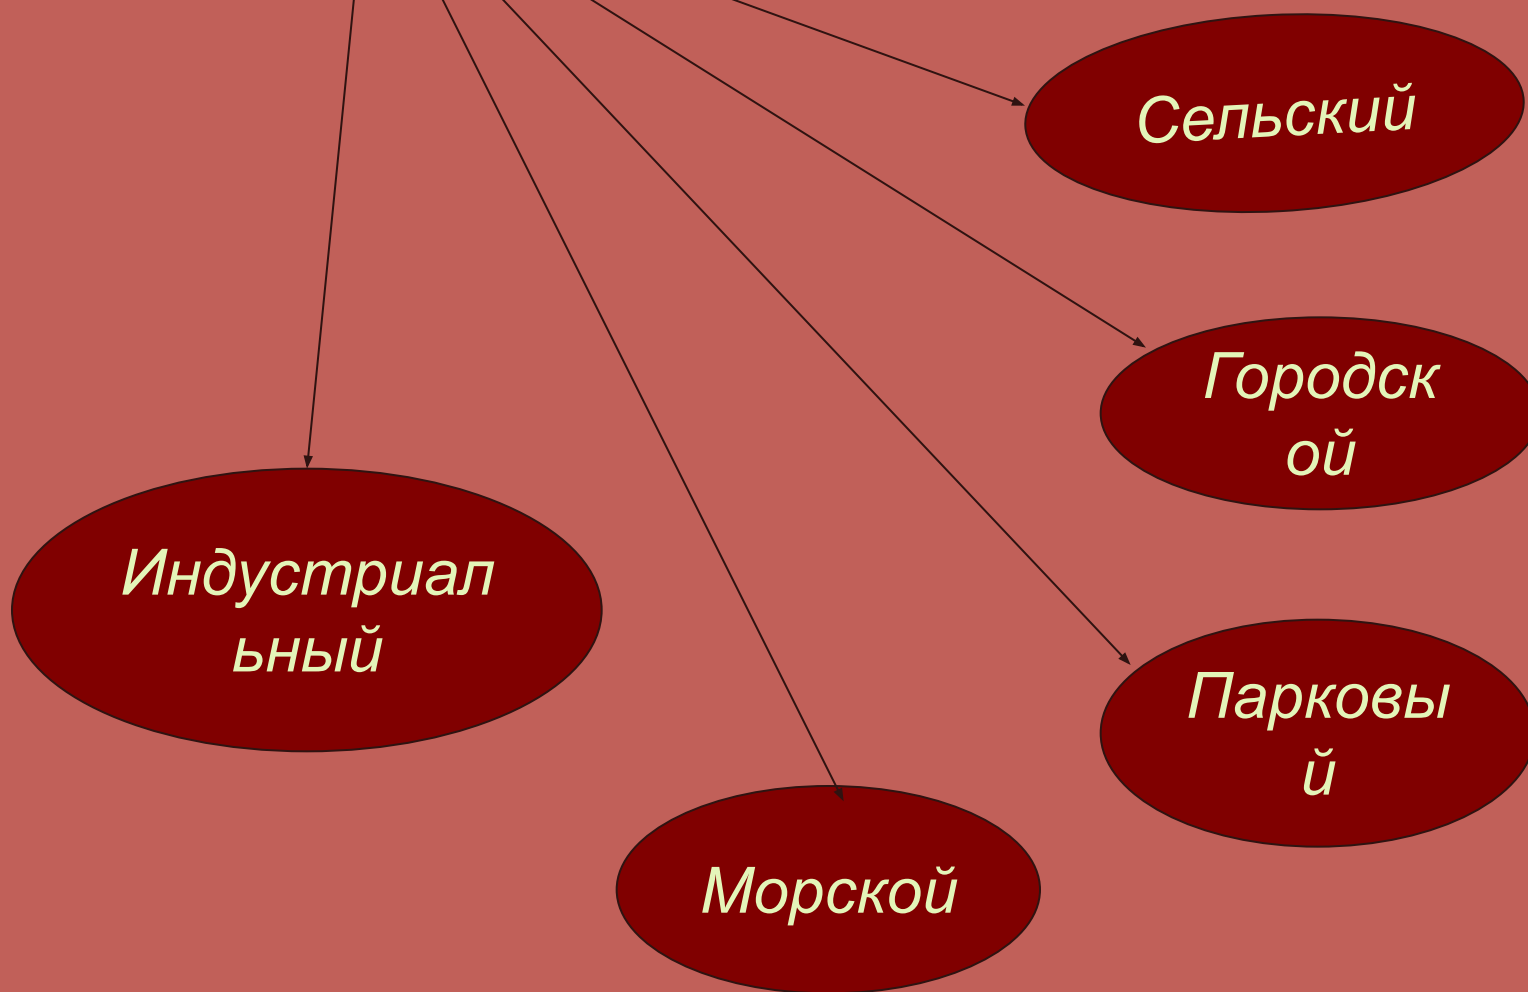 Сельский
Городск
ой
Индустриал
ьный
Парковы
й
Морской